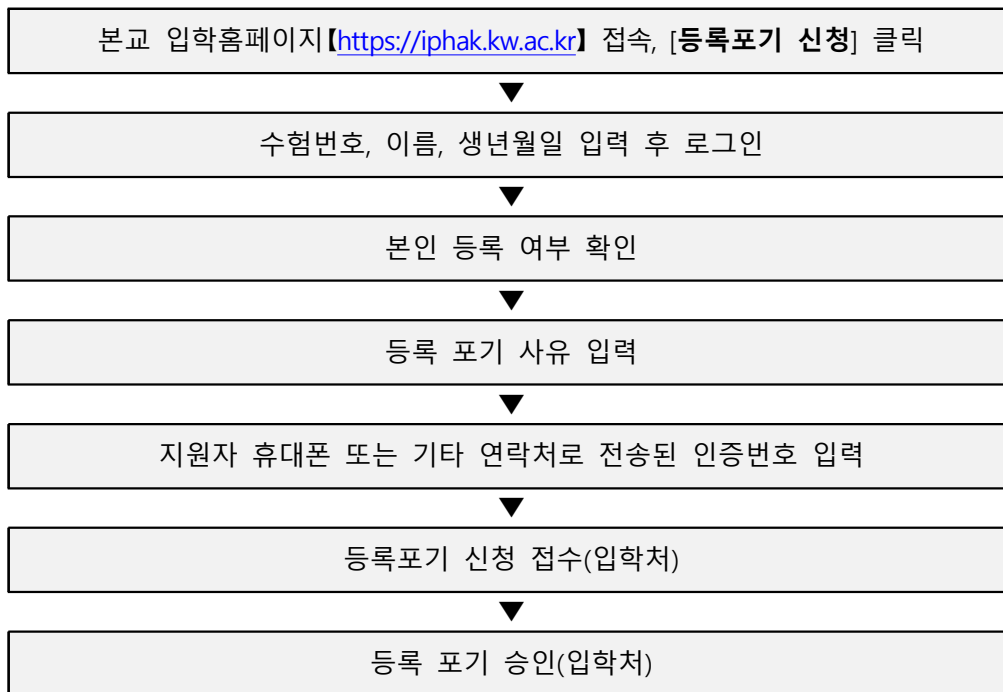 본교 입학홈페이지【https://iphak.kw.ac.kr】 접속, [등록포기 신청] 클릭
▼
수험번호, 이름, 생년월일 입력 후 로그인
▼
본인 등록 여부 확인
▼
등록 포기 사유 입력
▼
지원자 휴대폰 또는 기타 연락처로 전송된 인증번호 입력
▼
등록포기 신청 접수(입학처)
▼
등록 포기 승인(입학처)